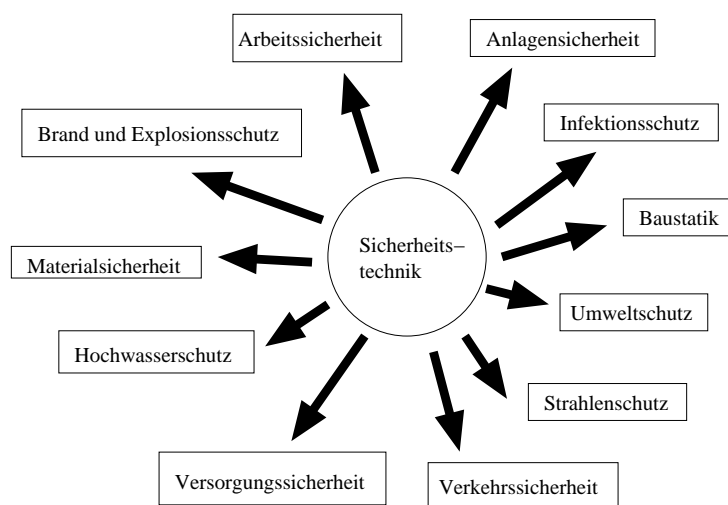 Arbeitssicherheit
Anlagensicherheit
Brand und Explosionsschutz
Infektionsschutz
Baustatik
Sicherheits–
technik
Materialsicherheit
Umweltschutz
Hochwasserschutz
Strahlenschutz
Versorgungssicherheit
Verkehrssicherheit